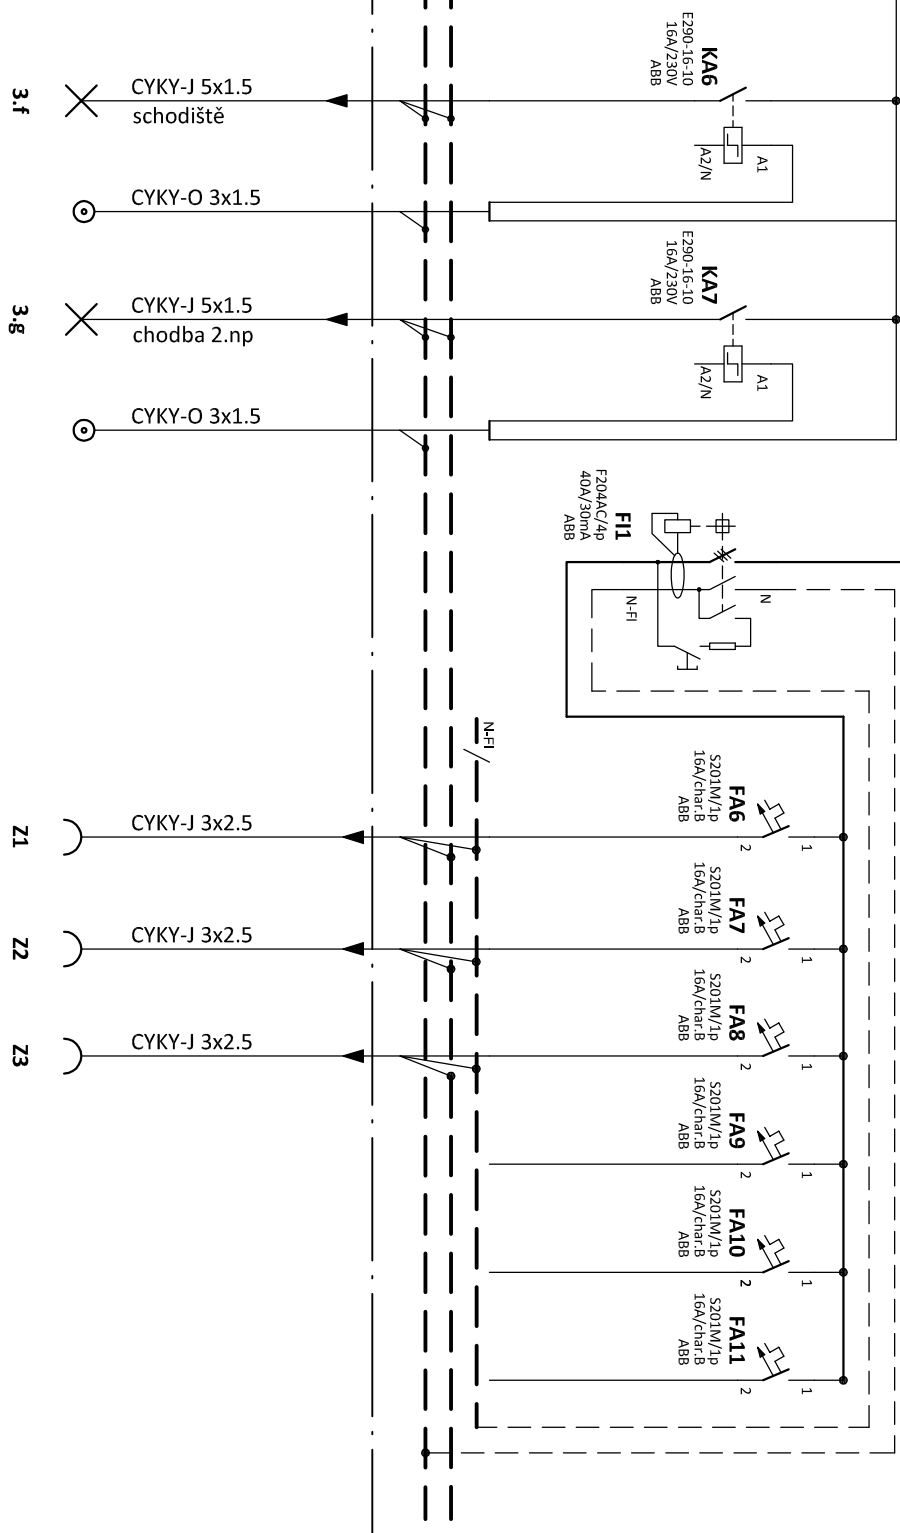 KA6
E290-16-10
16A/230V
ABB
A1
A2/N
CYKY-J 5x1.5
schodiště
3.f
CYKY-O 3x1.5
KA7
E290-16-10
16A/230V
ABB
A1
A2/N
CYKY-J 5x1.5
chodba 2.np
3.g
CYKY-O 3x1.5
FI1
F204AC/4p
40A/30mA
ABB
N
N-FI
N-FI
FA6
S201M/1p
16A/char.B
ABB
1
2
CYKY-J 3x2.5
Z1
FA7
S201M/1p
16A/char.B
ABB
1
2
CYKY-J 3x2.5
Z2
FA8
S201M/1p
16A/char.B
ABB
1
2
CYKY-J 3x2.5
Z3
FA9
S201M/1p
16A/char.B
ABB
1
2
FA10
S201M/1p
16A/char.B
ABB
1
2
FA11
S201M/1p
16A/char.B
ABB
1
2